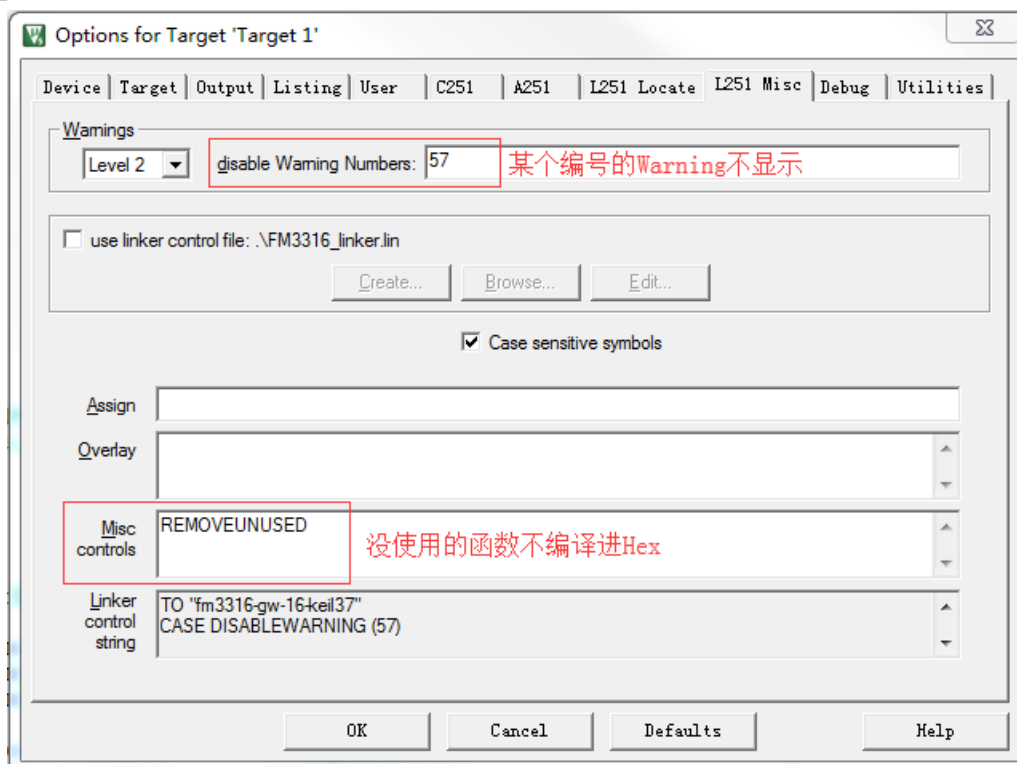 Options for Target 'Target 1'
Device Target Output Listing User C251 A251 L251 Locate L251 Misc Debug Utilities
Warnings
Level 2 disable Warning Numbers: 57 某个编号的Warning不显示
use linker control file: .\FM3316_linker.lin
Create... Browse... Edit...
Case sensitive symbols
Assign
Overlay
Misc controls REMOVEUNUSED 没使用的函数不编译进Hex
Linker control string TO "fm3316-gw-16-keil37"
CASE DISABLEWARNING (57)
OK Cancel Defaults Help